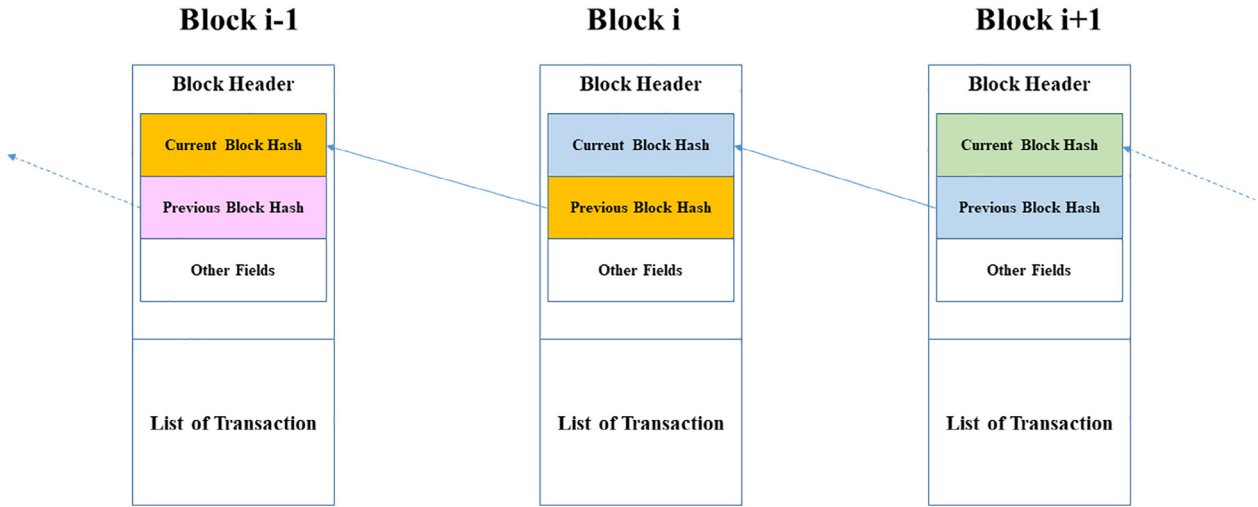 Block i-1
Block Header
Current Block Hash
Previous Block Hash
Other Fields
List of Transaction
Block i
Block Header
Current Block Hash
Previous Block Hash
Other Fields
List of Transaction
Block i+1
Block Header
Current Block Hash
Previous Block Hash
Other Fields
List of Transaction